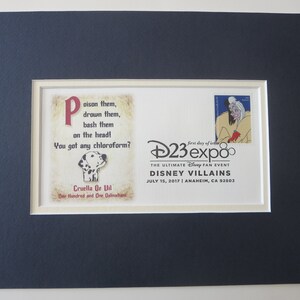 Poison them,
drown them,
bash them
on the head!
You got any chloroform?
Cruella De Vil
One Hundred and One Dalmatians
first day of issue
D23 expo
THE ULTIMATE Disney FAN EVENT
DISNEY VILLAINS
JULY 15, 2017 | ANAHEIM, CA 92803